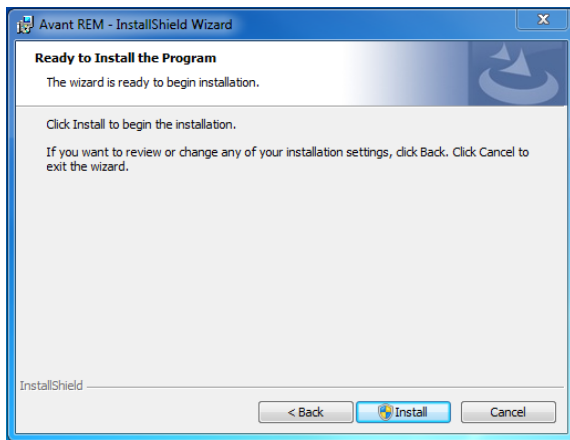 Avant REM - InstallShield Wizard
Ready to Install the Program
The wizard is ready to begin installation.
Click Install to begin the installation.
If you want to review or change any of your installation settings, click Back. Click Cancel to
exit the wizard.
InstallShield
< Back Install Cancel